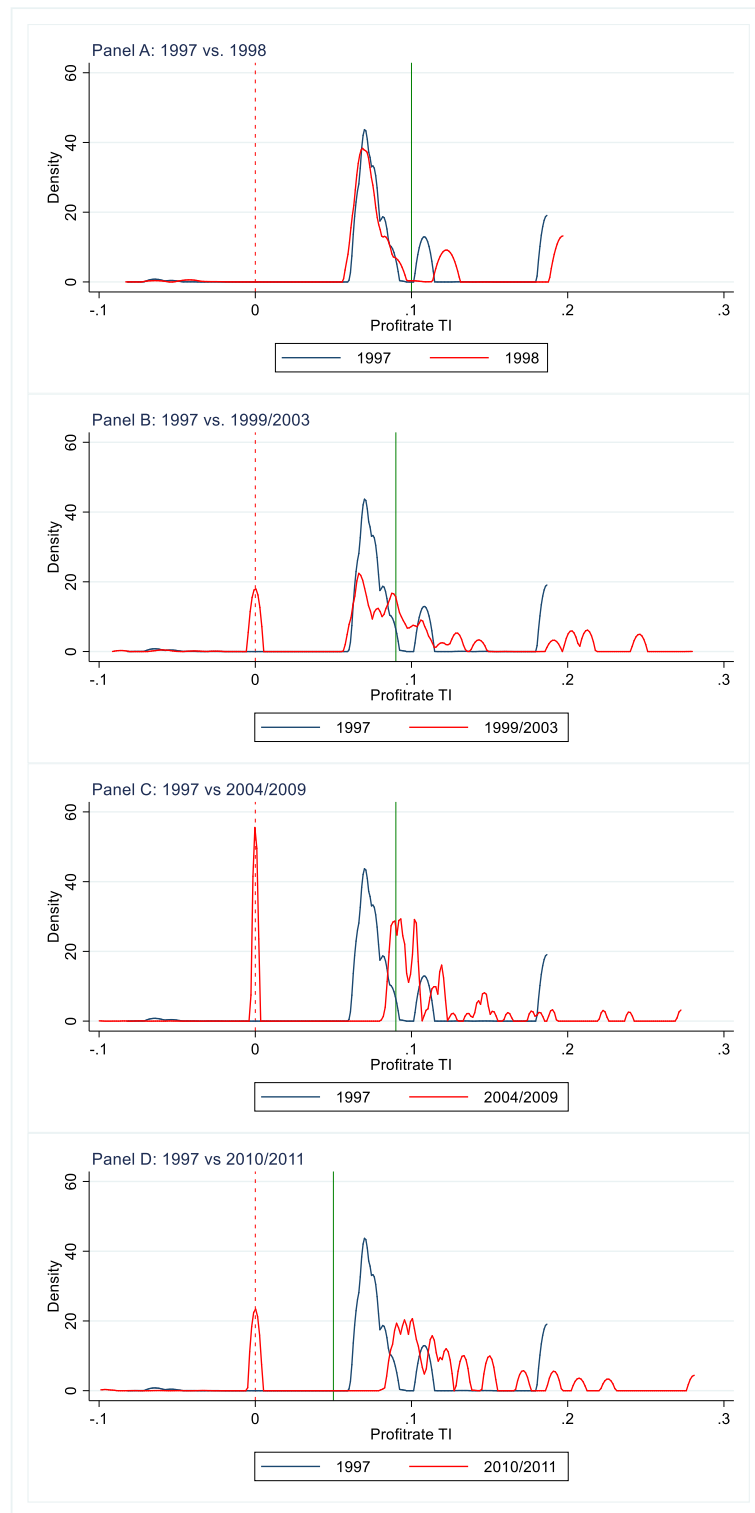 Panel A: 1997 vs. 1998
Density
60
40
20
0
-.1 0 .1 .2 .3
Profitrate TI
1997 1998
Panel B: 1997 vs. 1999/2003
Density
60
40
20
0
-.1 0 .1 .2 .3
Profitrate TI
1997 1999/2003
Panel C: 1997 vs 2004/2009
Density
60
40
20
0
-.1 0 .1 .2 .3
Profitrate TI
1997 2004/2009
Panel D: 1997 vs 2010/2011
Density
60
40
20
0
-.1 0 .1 .2 .3
Profitrate TI
1997 2010/2011